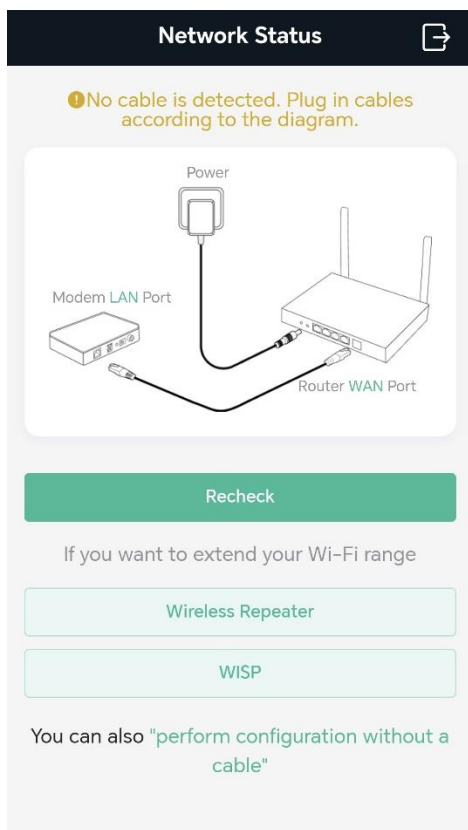 Network Status
No cable is detected. Plug in cables
according to the diagram.
Power
Modem LAN Port
Router WAN Port
Recheck
If you want to extend your Wi-Fi range
Wireless Repeater
WISP
You can also "perform configuration without a
cable"